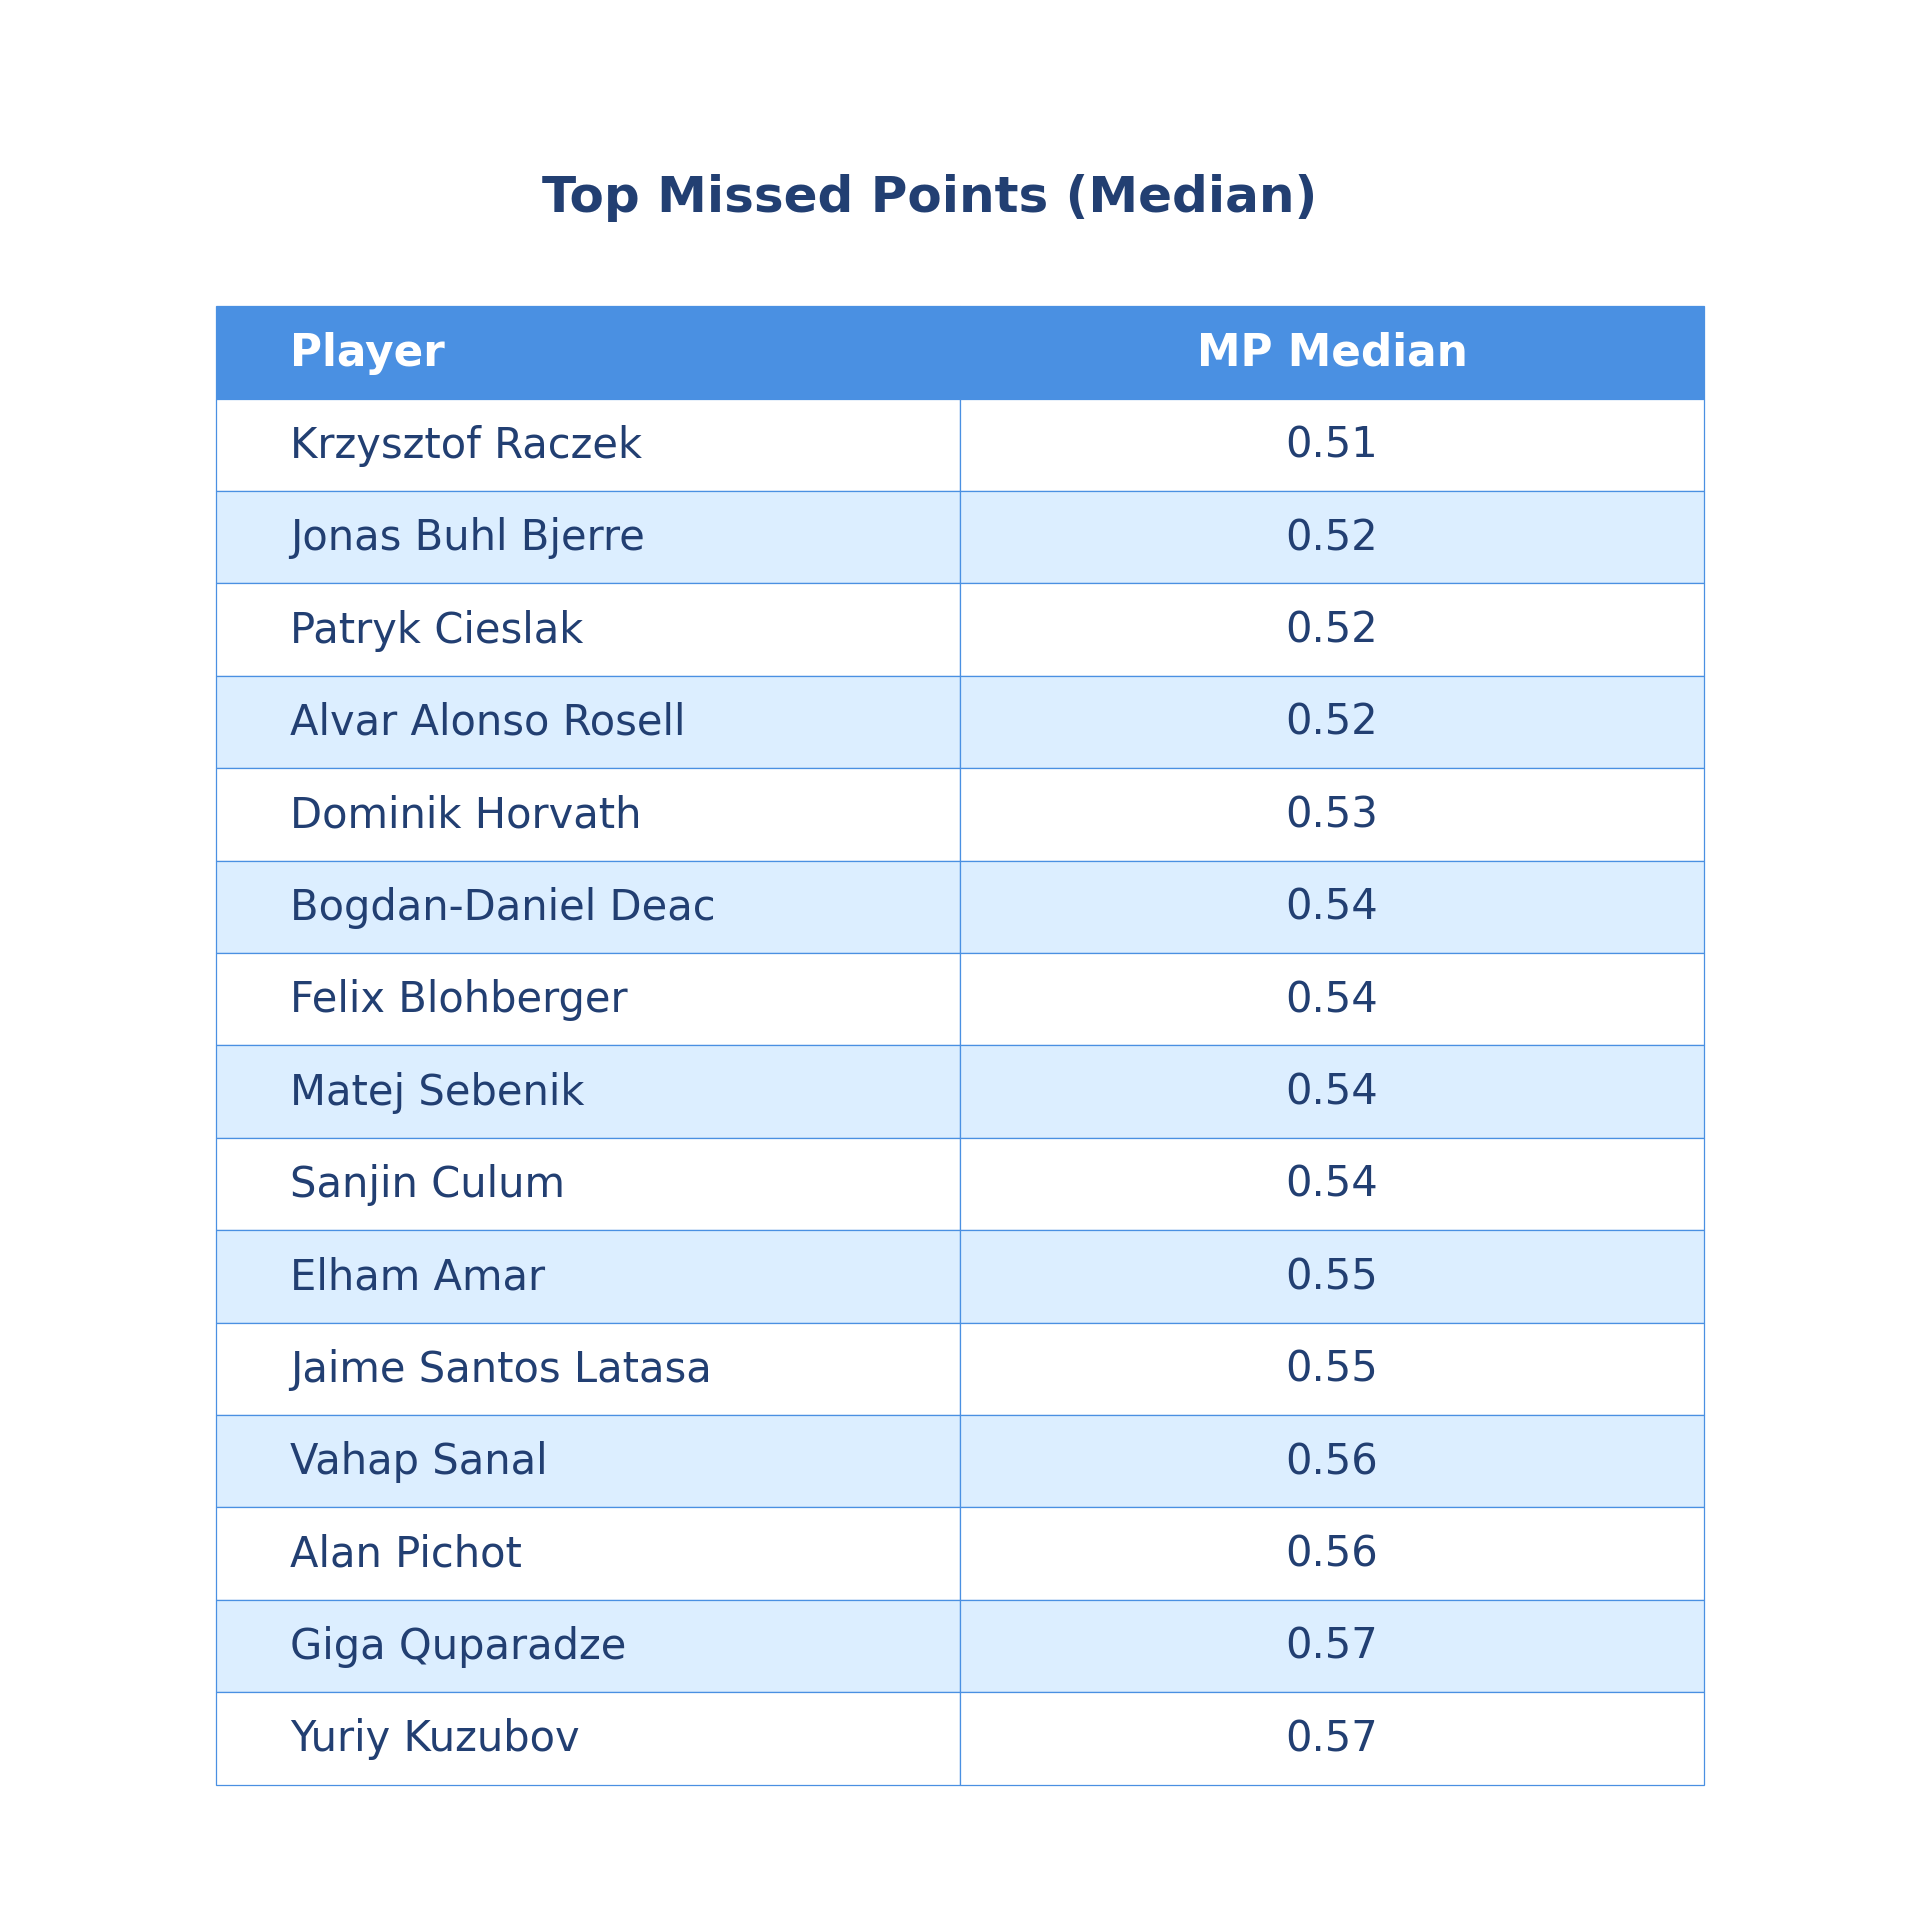 Top Missed Points (Median)
Player MP Median
Krzysztof Raczek 0.51
Jonas Buhl Bjerre 0.52
Patryk Cieslak 0.52
Alvar Alonso Rosell 0.52
Dominik Horvath 0.53
Bogdan-Daniel Deac 0.54
Felix Blohberger 0.54
Matej Sebenik 0.54
Sanjin Culum 0.54
Elham Amar 0.55
Jaime Santos Latasa 0.55
Vahap Sanal 0.56
Alan Pichot 0.56
Giga Quparadze 0.57
Yuriy Kuzubov 0.57